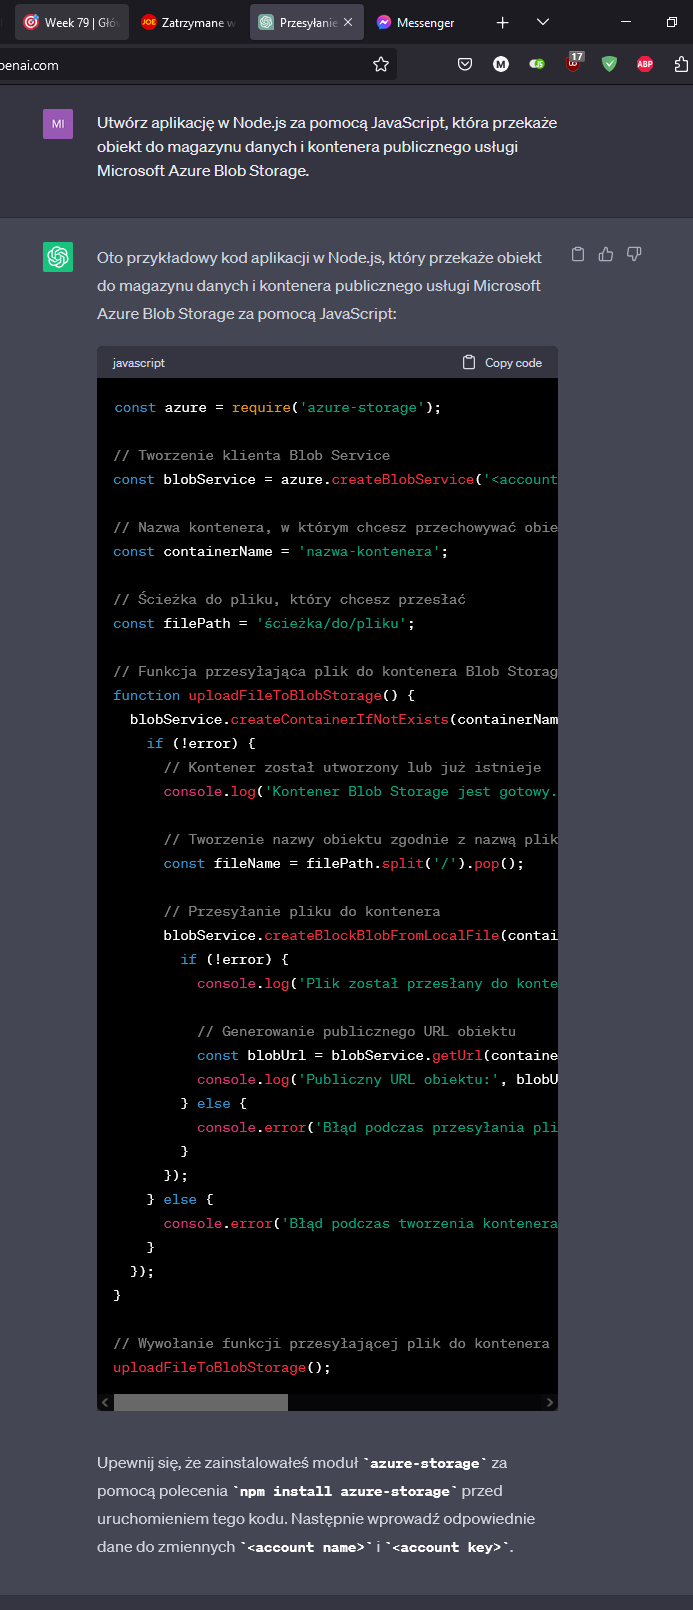 Week 79 | Głów
Zatrzymane w
Przesyłanie
Messenger
penai.com
M
17
ABP
MI
Utwórz aplikację w Node.js za pomocą JavaScript, która przekaże
obiekt do magazynu danych i kontenera publicznego usługi
Microsoft Azure Blob Storage.
Oto przykładowy kod aplikacji w Node.js, który przekaże obiekt
do magazynu danych i kontenera publicznego usługi Microsoft
Azure Blob Storage za pomocą JavaScript:
javascript
Copy code
const azure = require('azure-storage');
// Tworzenie klienta Blob Service
const blobService = azure.createBlobService('<account
// Nazwa kontenera, w którym chcesz przechowywać obie
const containerName = 'nazwa-kontenera';
// Ścieżka do pliku, który chcesz przesłać
const filePath = 'ścieżka/do/pliku';
// Funkcja przesyłająca plik do kontenera Blob Storag
function uploadFileToBlobStorage() {
blobService.createContainerIfNotExists(containerNam
if (!error) {
// Kontener został utworzony lub już istnieje
console.log('Kontener Blob Storage jest gotowy.
// Tworzenie nazwy obiektu zgodnie z nazwą plik
const fileName = filePath.split('/').pop();
// Przesyłanie pliku do kontenera
blobService.createBlockBlobFromLocalFile(contai
if (!error) {
console.log('Plik został przesłany do konte
// Generowanie publicznego URL obiektu
const blobUrl = blobService.getUrl(containe
console.log('Publiczny URL obiektu:', blobU
} else {
console.error('Błąd podczas przesyłania pli
}
});
} else {
console.error('Błąd podczas tworzenia kontenera
}
});
}
// Wywołanie funkcji przesyłającej plik do kontenera
uploadFileToBlobStorage();
Upewnij się, że zainstalowałeś moduł `azure-storage` za
pomocą polecenia `npm install azure-storage` przed
uruchomieniem tego kodu. Następnie wprowadź odpowiednie
dane do zmiennych `<account name>` i `<account key>`.